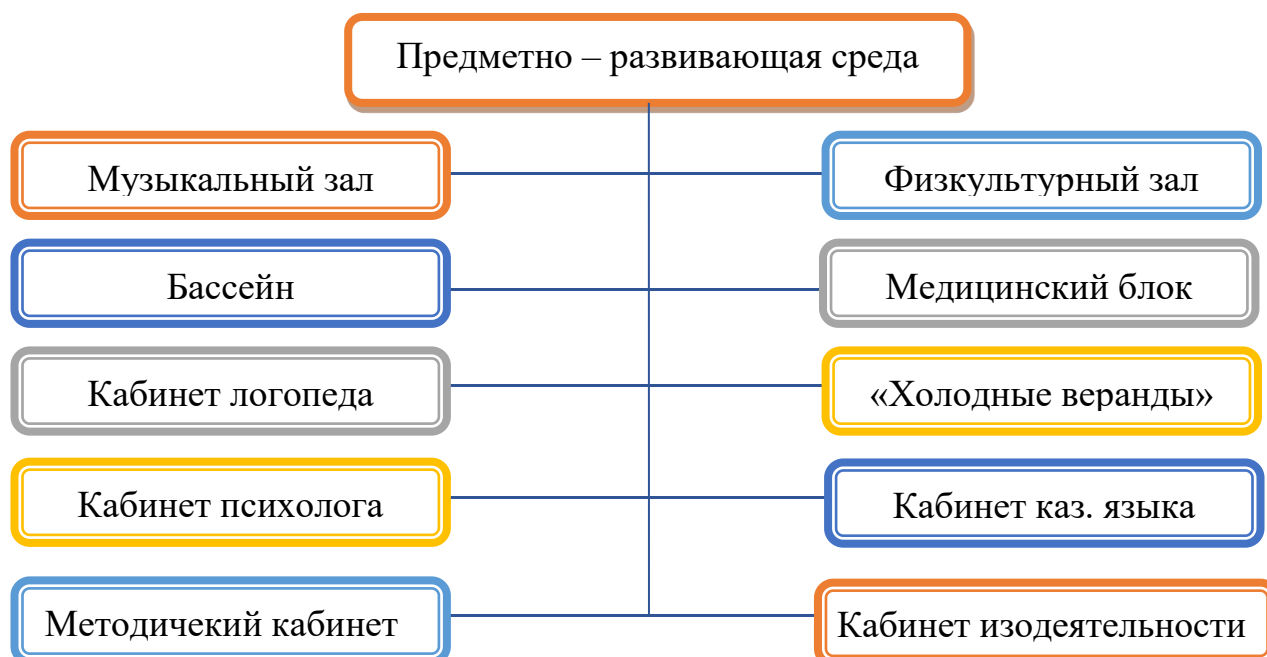 Предметно – развивающая среда
Музыкальный зал
Физкультурный зал
Бассейн
Медицинский блок
Кабинет логопеда
«Холодные веранды»
Кабинет психолога
Кабинет каз. языка
Методичекий кабинет
Кабинет изодеятельности